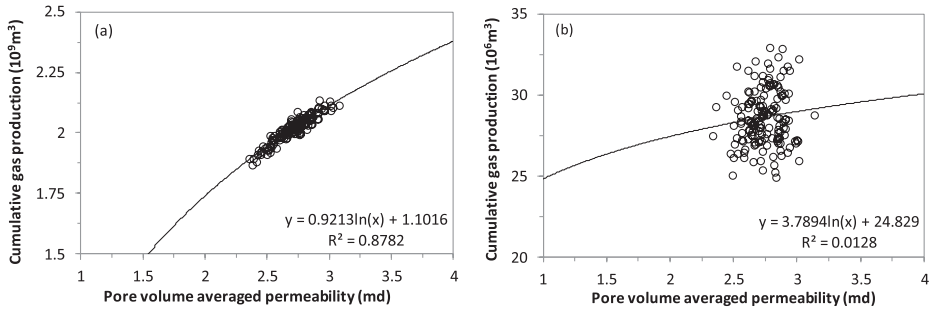 (a)
Cumulative gas production (10⁹m³)
2.5
2.25
2
1.75
1.5
y = 0.9213ln(x) + 1.1016
R² = 0.8782
1 1.5 2 2.5 3 3.5 4
Pore volume averaged permeability (md)
(b)
Cumulative gas production (10⁶m³)
35
30
25
20
y = 3.7894ln(x) + 24.829
R² = 0.0128
1 1.5 2 2.5 3 3.5 4
Pore volume averaged permeability (md)